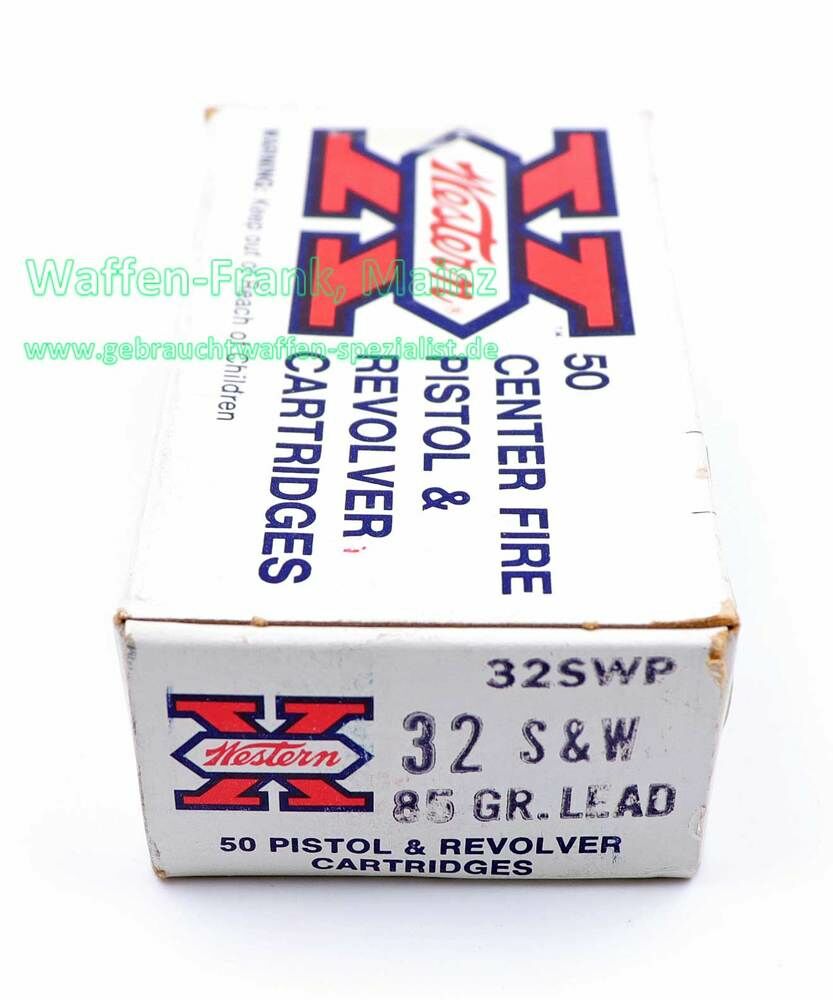 Western
50
CENTER FIRE
PISTOL &
REVOLVER
CARTRIDGES
WARNING: Keep out of Reach of Children
Waffen-Frank, Mainz
www.gebrauchtwaffen-spezialist.de
32SWP
Western
32 S&W
85 GR. LEAD
50 PISTOL & REVOLVER
CARTRIDGES